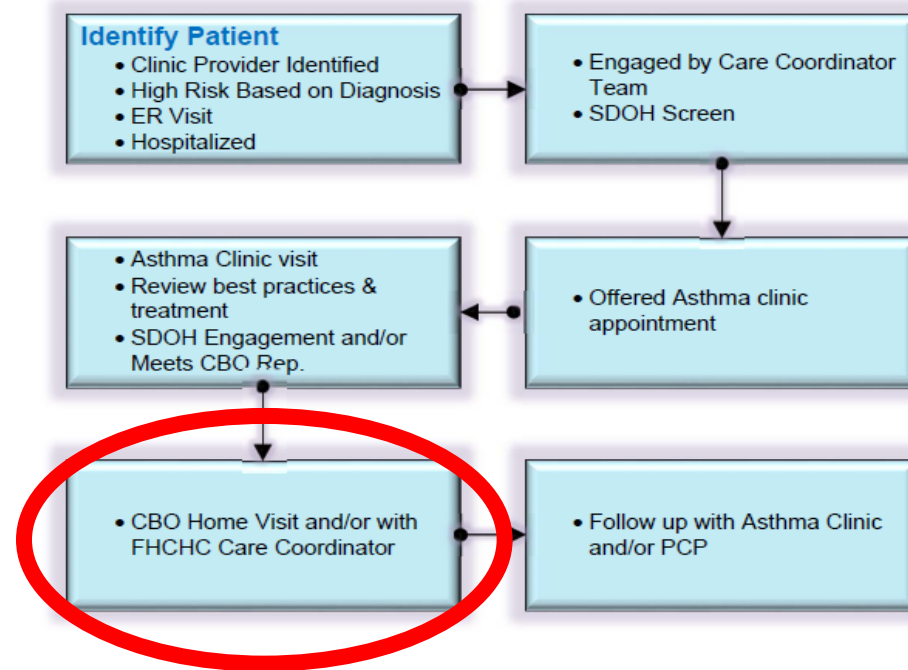 Identify Patient
• Clinic Provider Identified
• High Risk Based on Diagnosis
• ER Visit
• Hospitalized
• Engaged by Care Coordinator
Team
• SDOH Screen
• Offered Asthma clinic
appointment
• Asthma Clinic visit
• Review best practices &
treatment
• SDOH Engagement and/or
Meets CBO Rep.
• CBO Home Visit and/or with
FHCHC Care Coordinator
• Follow up with Asthma Clinic
and/or PCP